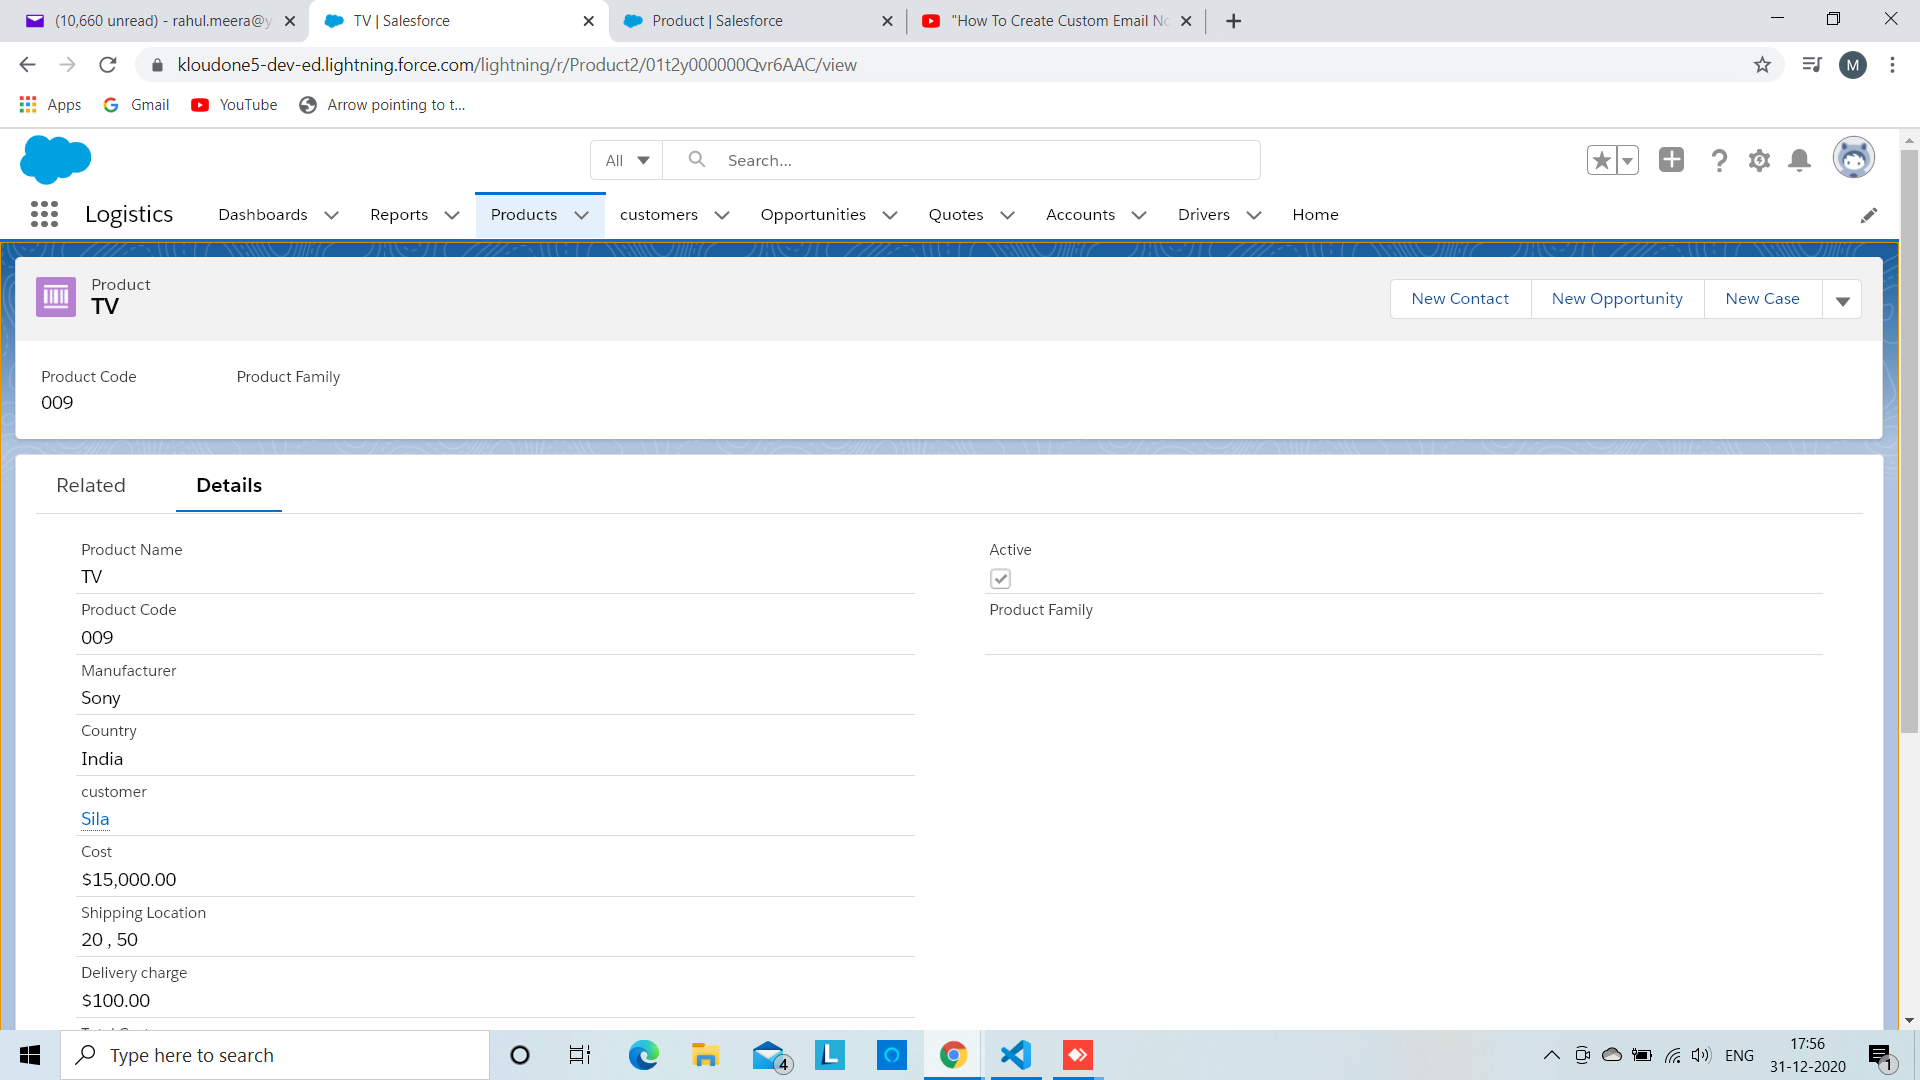 (10,660 unread) - rahul.meera@y
TV | Salesforce
Product | Salesforce
"How To Create Custom Email No
kloudone5-dev-ed.lightning.force.com/lightning/r/Product2/01t2y000000Qvr6AAC/view
M
Apps
Gmail
YouTube
Arrow pointing to t...
All
Search...
Logistics
Dashboards
Reports
Products
customers
Opportunities
Quotes
Accounts
Drivers
Home
Product
TV
New Contact
New Opportunity
New Case
Product Code
Product Family
009
Related
Details
Product Name
TV
Active
Product Code
009
Product Family
Manufacturer
Sony
Country
India
customer
Sila
Cost
$15,000.00
Shipping Location
20 , 50
Delivery charge
$100.00
Type here to search
4
L
ENG
17:56
31-12-2020
1